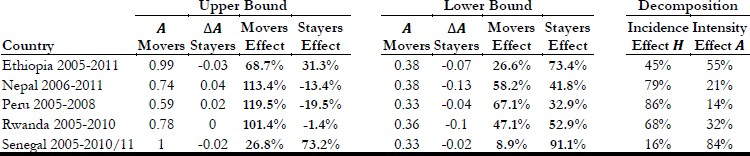 Upper Bound Lower Bound Decomposition
A ΔA Movers Stayers A ΔA Movers Stayers Incidence Intensity
Country Movers Stayers Effect Effect Movers Stayers Effect Effect Effect H Effect A
Ethiopia 2005-2011 0.99 -0.03 68.7% 31.3% 0.38 -0.07 26.6% 73.4% 45% 55%
Nepal 2006-2011 0.74 0.04 113.4% -13.4% 0.38 -0.13 58.2% 41.8% 79% 21%
Peru 2005-2008 0.59 0.02 119.5% -19.5% 0.33 -0.04 67.1% 32.9% 86% 14%
Rwanda 2005-2010 0.78 0 101.4% -1.4% 0.36 -0.1 47.1% 52.9% 68% 32%
Senegal 2005-2010/11 1 -0.02 26.8% 73.2% 0.33 -0.02 8.9% 91.1% 16% 84%